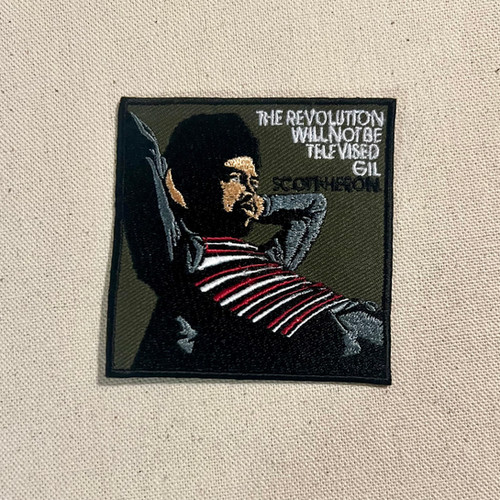 THE REVOLUTION
WILL NOT BE
TELEVISED
GIL
SCOTT-HERON